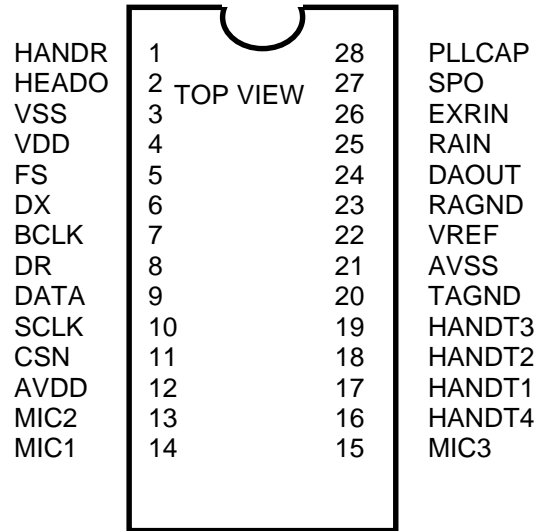 HANDR 1 28 PLLCAP
HEADO 2 TOP VIEW 27 SPO
VSS 3 26 EXRIN
VDD 4 25 RAIN
FS 5 24 DAOUT
DX 6 23 RAGND
BCLK 7 22 VREF
DR 8 21 AVSS
DATA 9 20 TAGND
SCLK 10 19 HANDT3
CSN 11 18 HANDT2
AVDD 12 17 HANDT1
MIC2 13 16 HANDT4
MIC1 14 15 MIC3